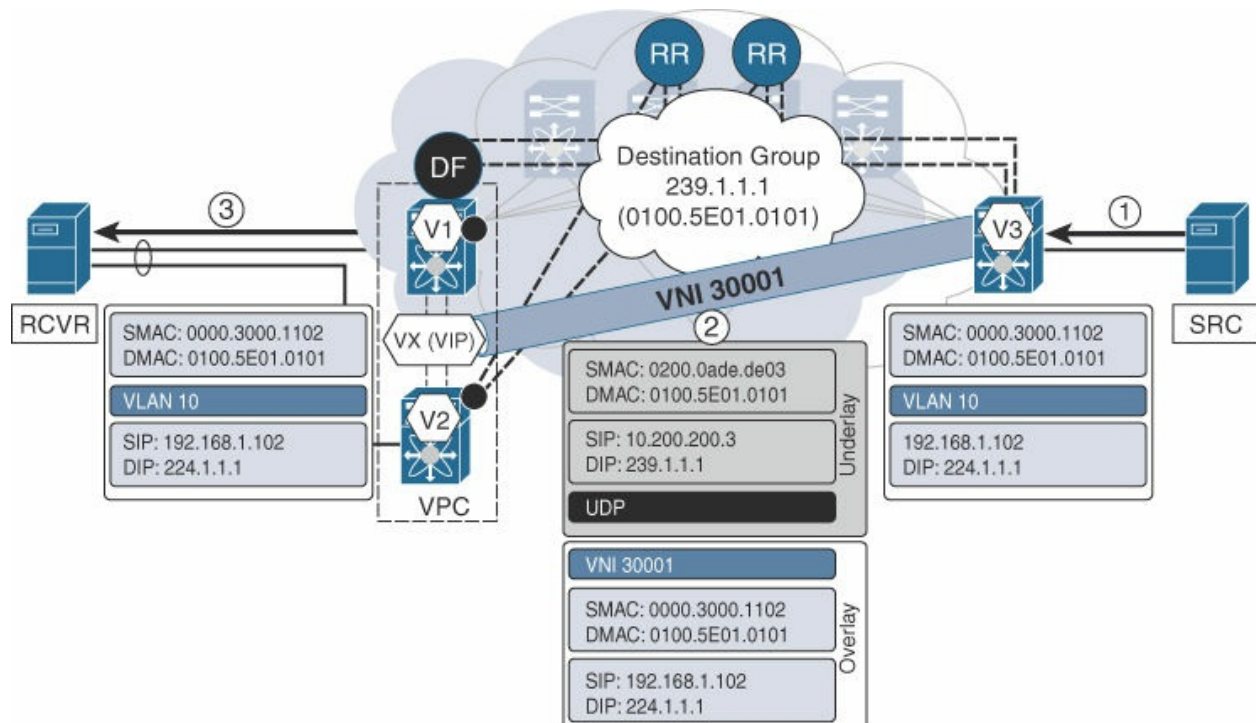 RR
RR
DF
Destination Group
239.1.1.1
(0100.5E01.0101)
3
V1
V3
1
VNI 30001
RCVR
VX (VIP)
2
SRC
SMAC: 0000.3000.1102
DMAC: 0100.5E01.0101
VLAN 10
SIP: 192.168.1.102
DIP: 224.1.1.1
V2
VPC
SMAC: 0200.0ade.de03
DMAC: 0100.5E01.0101
SIP: 10.200.200.3
DIP: 239.1.1.1
UDP
Underlay
VNI 30001
SMAC: 0000.3000.1102
DMAC: 0100.5E01.0101
SIP: 192.168.1.102
DIP: 224.1.1.1
Overlay
SMAC: 0000.3000.1102
DMAC: 0100.5E01.0101
VLAN 10
192.168.1.102
DIP: 224.1.1.1